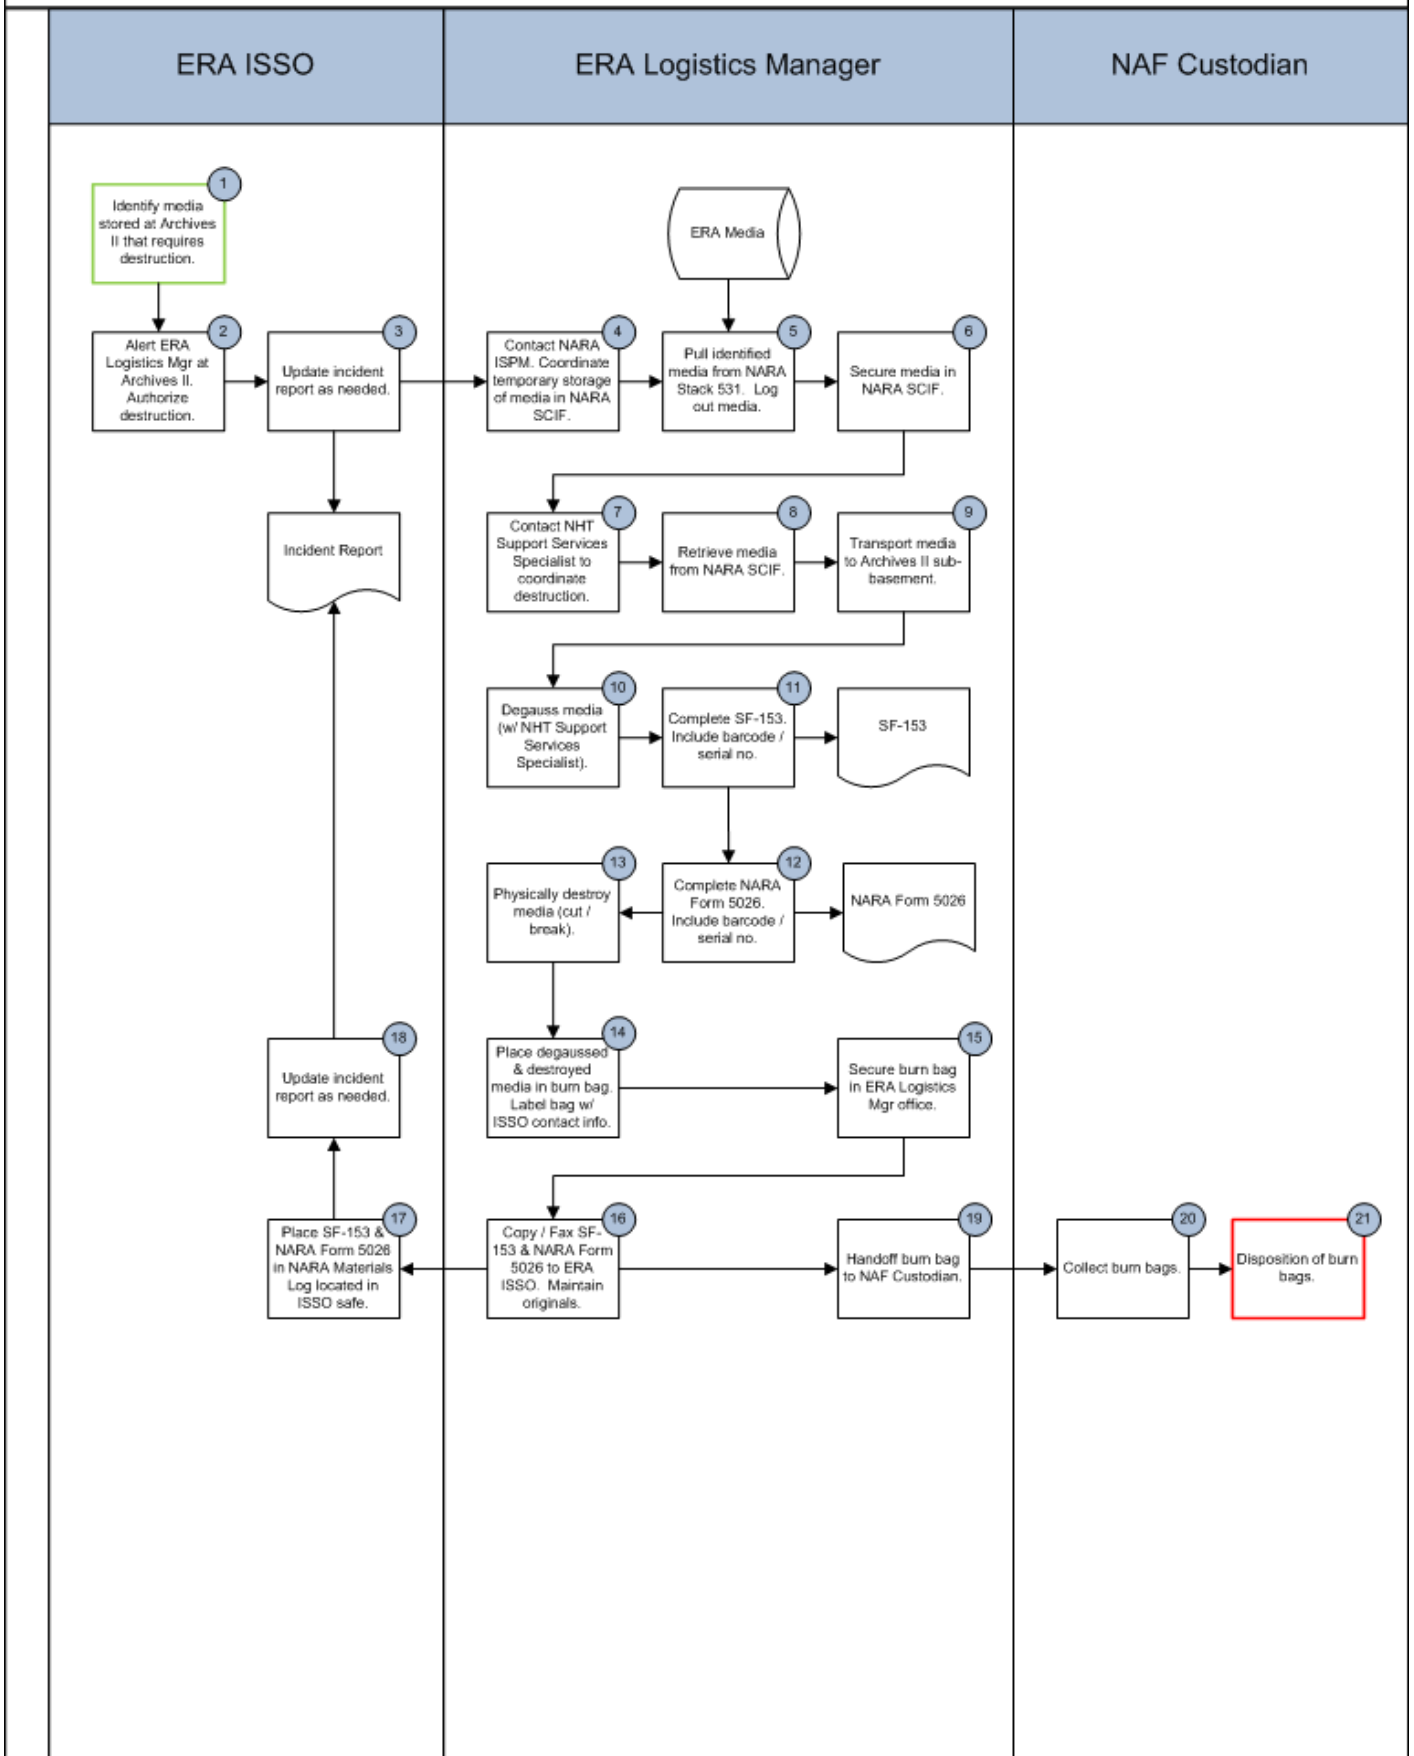 ERA ISSO
ERA Logistics Manager
NAF Custodian
1
Identify media
stored at Archives
II that requires
destruction.
ERA Media
2
Alert ERA
Logistics Mgr at
Archives II.
Authorize
destruction.
3
Update incident
report as needed.
4
Contact NARA
ISPM. Coordinate
temporary storage
of media in NARA
SCIF.
5
Pull identified
media from NARA
Stack 531. Log
out media.
6
Secure media in
NARA SCIF.
Incident Report
7
Contact NHT
Support Services
Specialist to
coordinate
destruction.
8
Retrieve media
from NARA SCIF.
9
Transport media
to Archives II sub-
basement.
10
Degauss media
(w/ NHT Support
Services
Specialist).
11
Complete SF-153.
Include barcode /
serial no.
SF-153
13
Physically destroy
media (cut /
break).
12
Complete NARA
Form 5026.
Include barcode /
serial no.
NARA Form 5026
18
Update incident
report as needed.
14
Place degaussed
& destroyed
media in burn bag.
Label bag w/
ISSO contact info.
15
Secure burn bag
in ERA Logistics
Mgr office.
17
Place SF-153 &
NARA Form 5026
in NARA Materials
Log located in
ISSO safe.
16
Copy / Fax SF-
153 & NARA Form
5026 to ERA
ISSO. Maintain
originals.
19
Handoff burn bag
to NAF Custodian.
20
Collect burn bags.
21
Disposition of burn
bags.